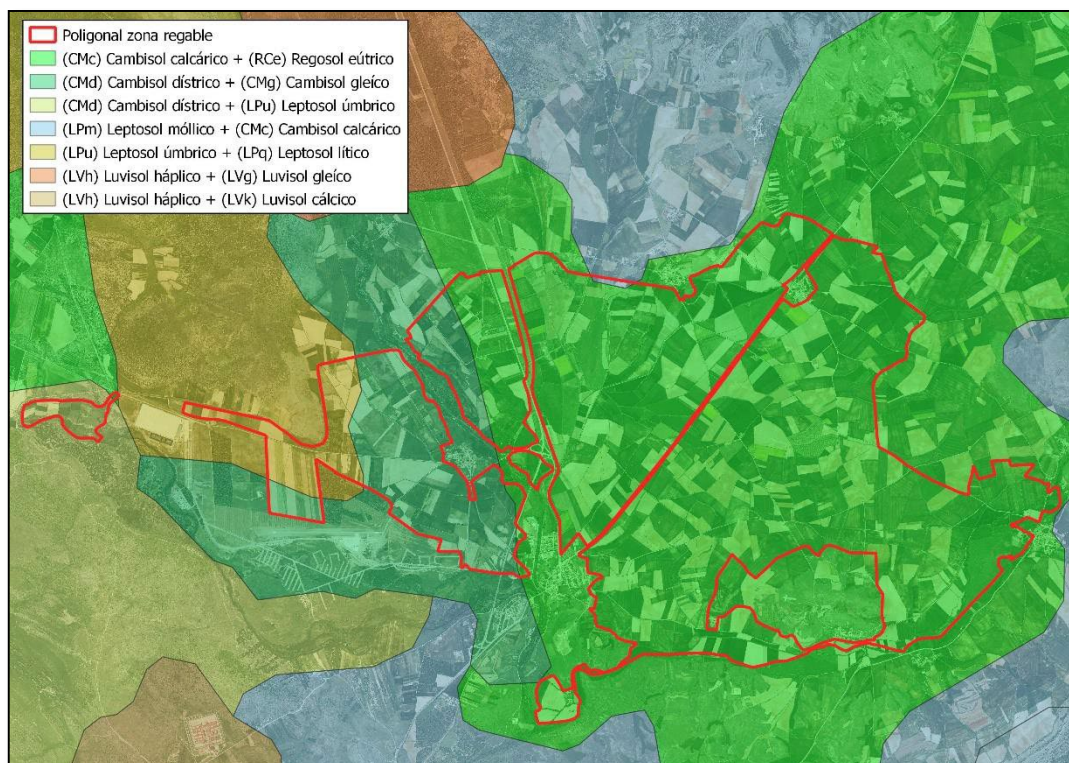 Poligonal zona regable
(CMc) Cambisol calcárico + (RCe) Regosol eútrico
(CMd) Cambisol dístrico + (CMg) Cambisol gleíco
(CMd) Cambisol dístrico + (LPu) Leptosol úmbrico
(LPm) Leptosol móllico + (CMc) Cambisol calcárico
(LPu) Leptosol úmbrico + (LPq) Leptosol lítico
(LVh) Luvisol háplico + (LVg) Luvisol gleíco
(LVh) Luvisol háplico + (LVk) Luvisol cálcico